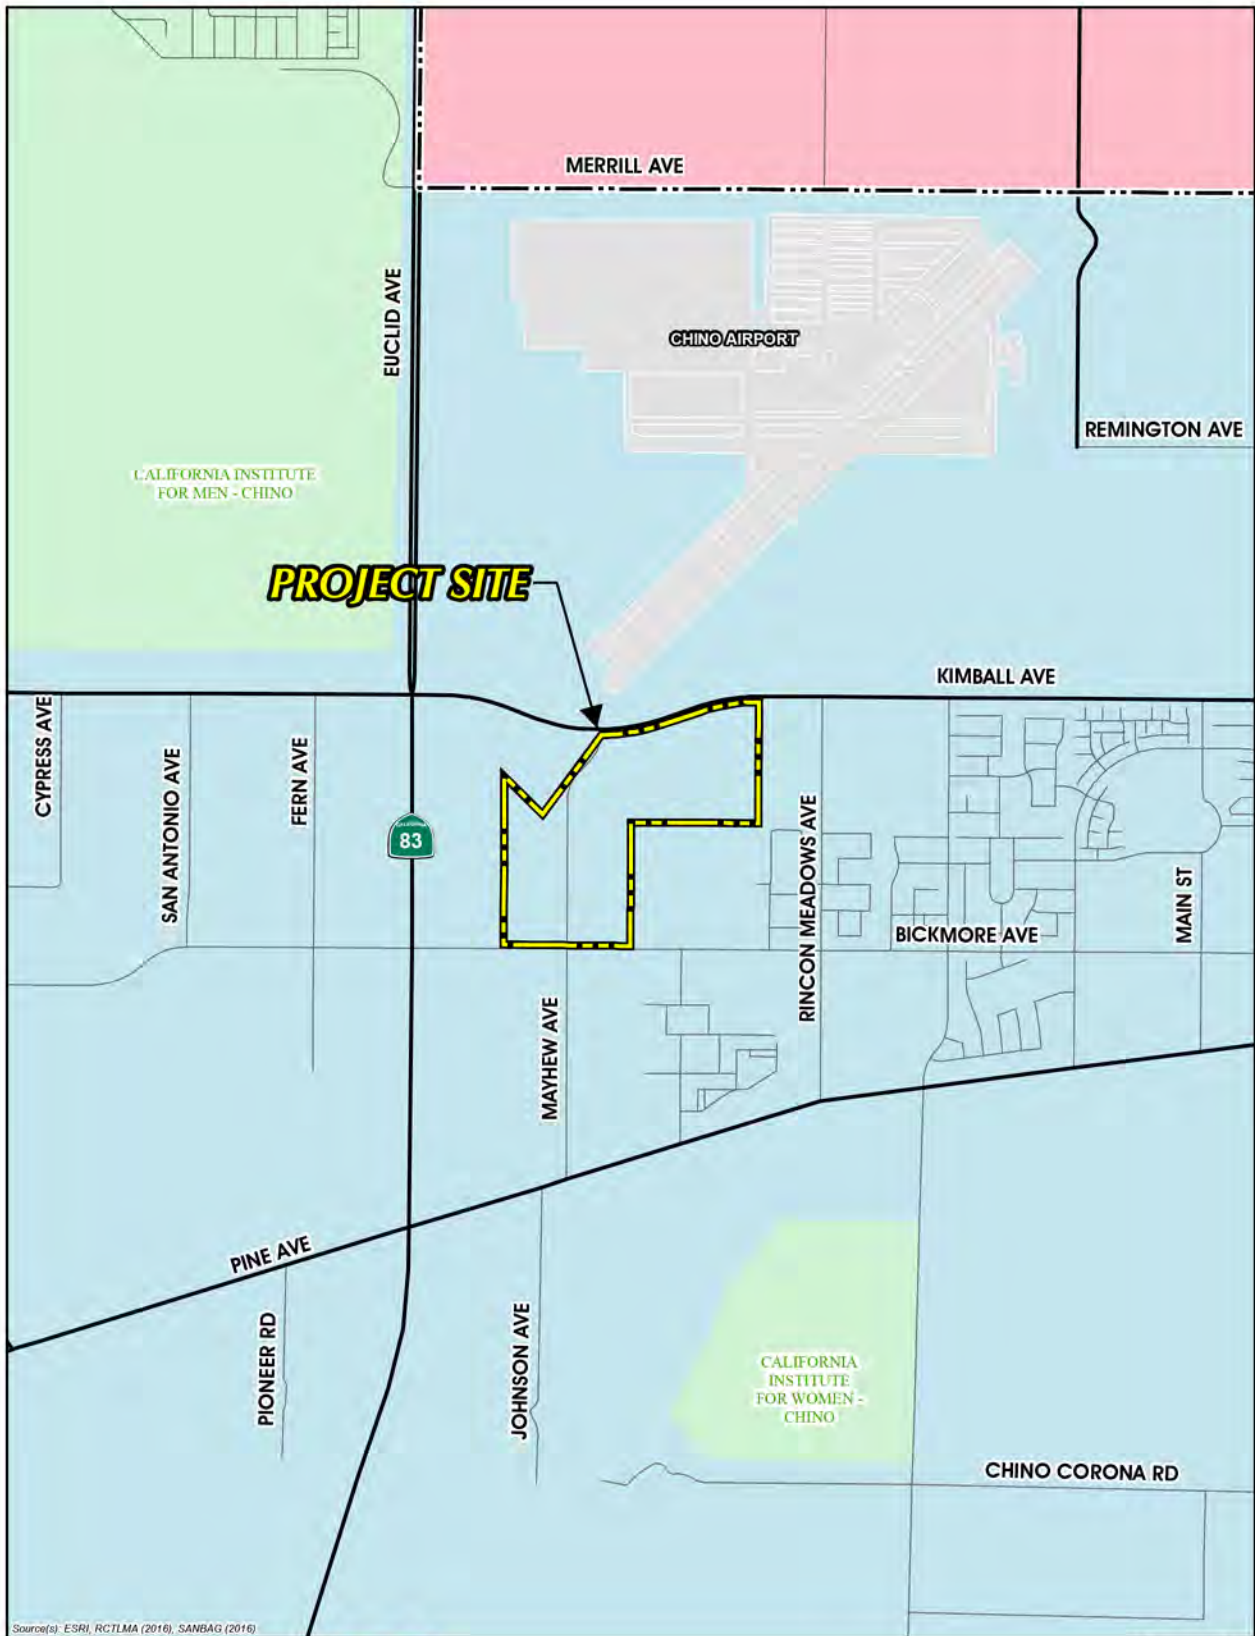 MERRILL AVE
EUCLID AVE
CHINO AIRPORT
REMINGTON AVE
CALIFORNIA INSTITUTE
FOR MEN - CHINO
PROJECT SITE
KIMBALL AVE
CYPRESS AVE
SAN ANTONIO AVE
FERN AVE
CALIFORNIA
83
RINCON MEADOWS AVE
MAIN ST
BICKMORE AVE
MAYHEW AVE
PINE AVE
PIONEER RD
JOHNSON AVE
CALIFORNIA
INSTITUTE
FOR WOMEN -
CHINO
CHINO CORONA RD
Source(s): ESRI, RCTLMA (2016), SANBAG (2016)